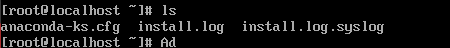 [root@localhost ~]# ls
anaconda-ks.cfg  install.log  install.log.syslog
[root@localhost ~]# Ad